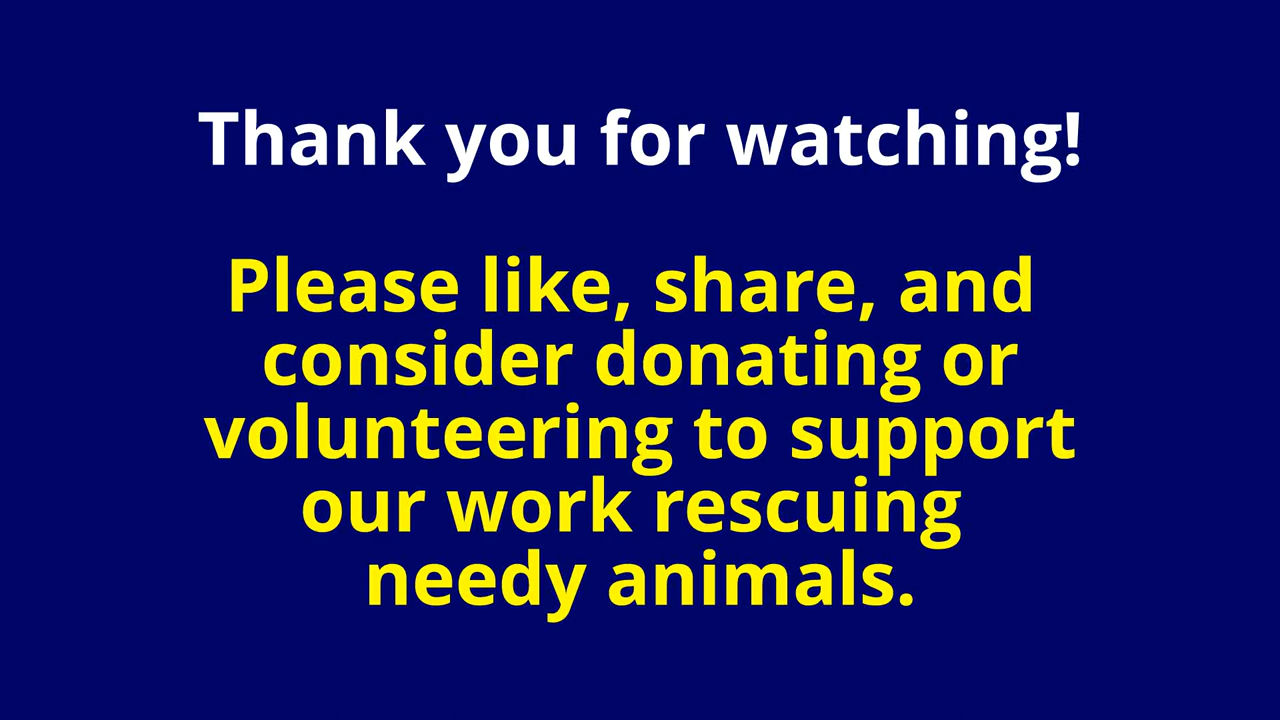 Thank you for watching!
Please like, share, and
consider donating or
volunteering to support
our work rescuing
needy animals.